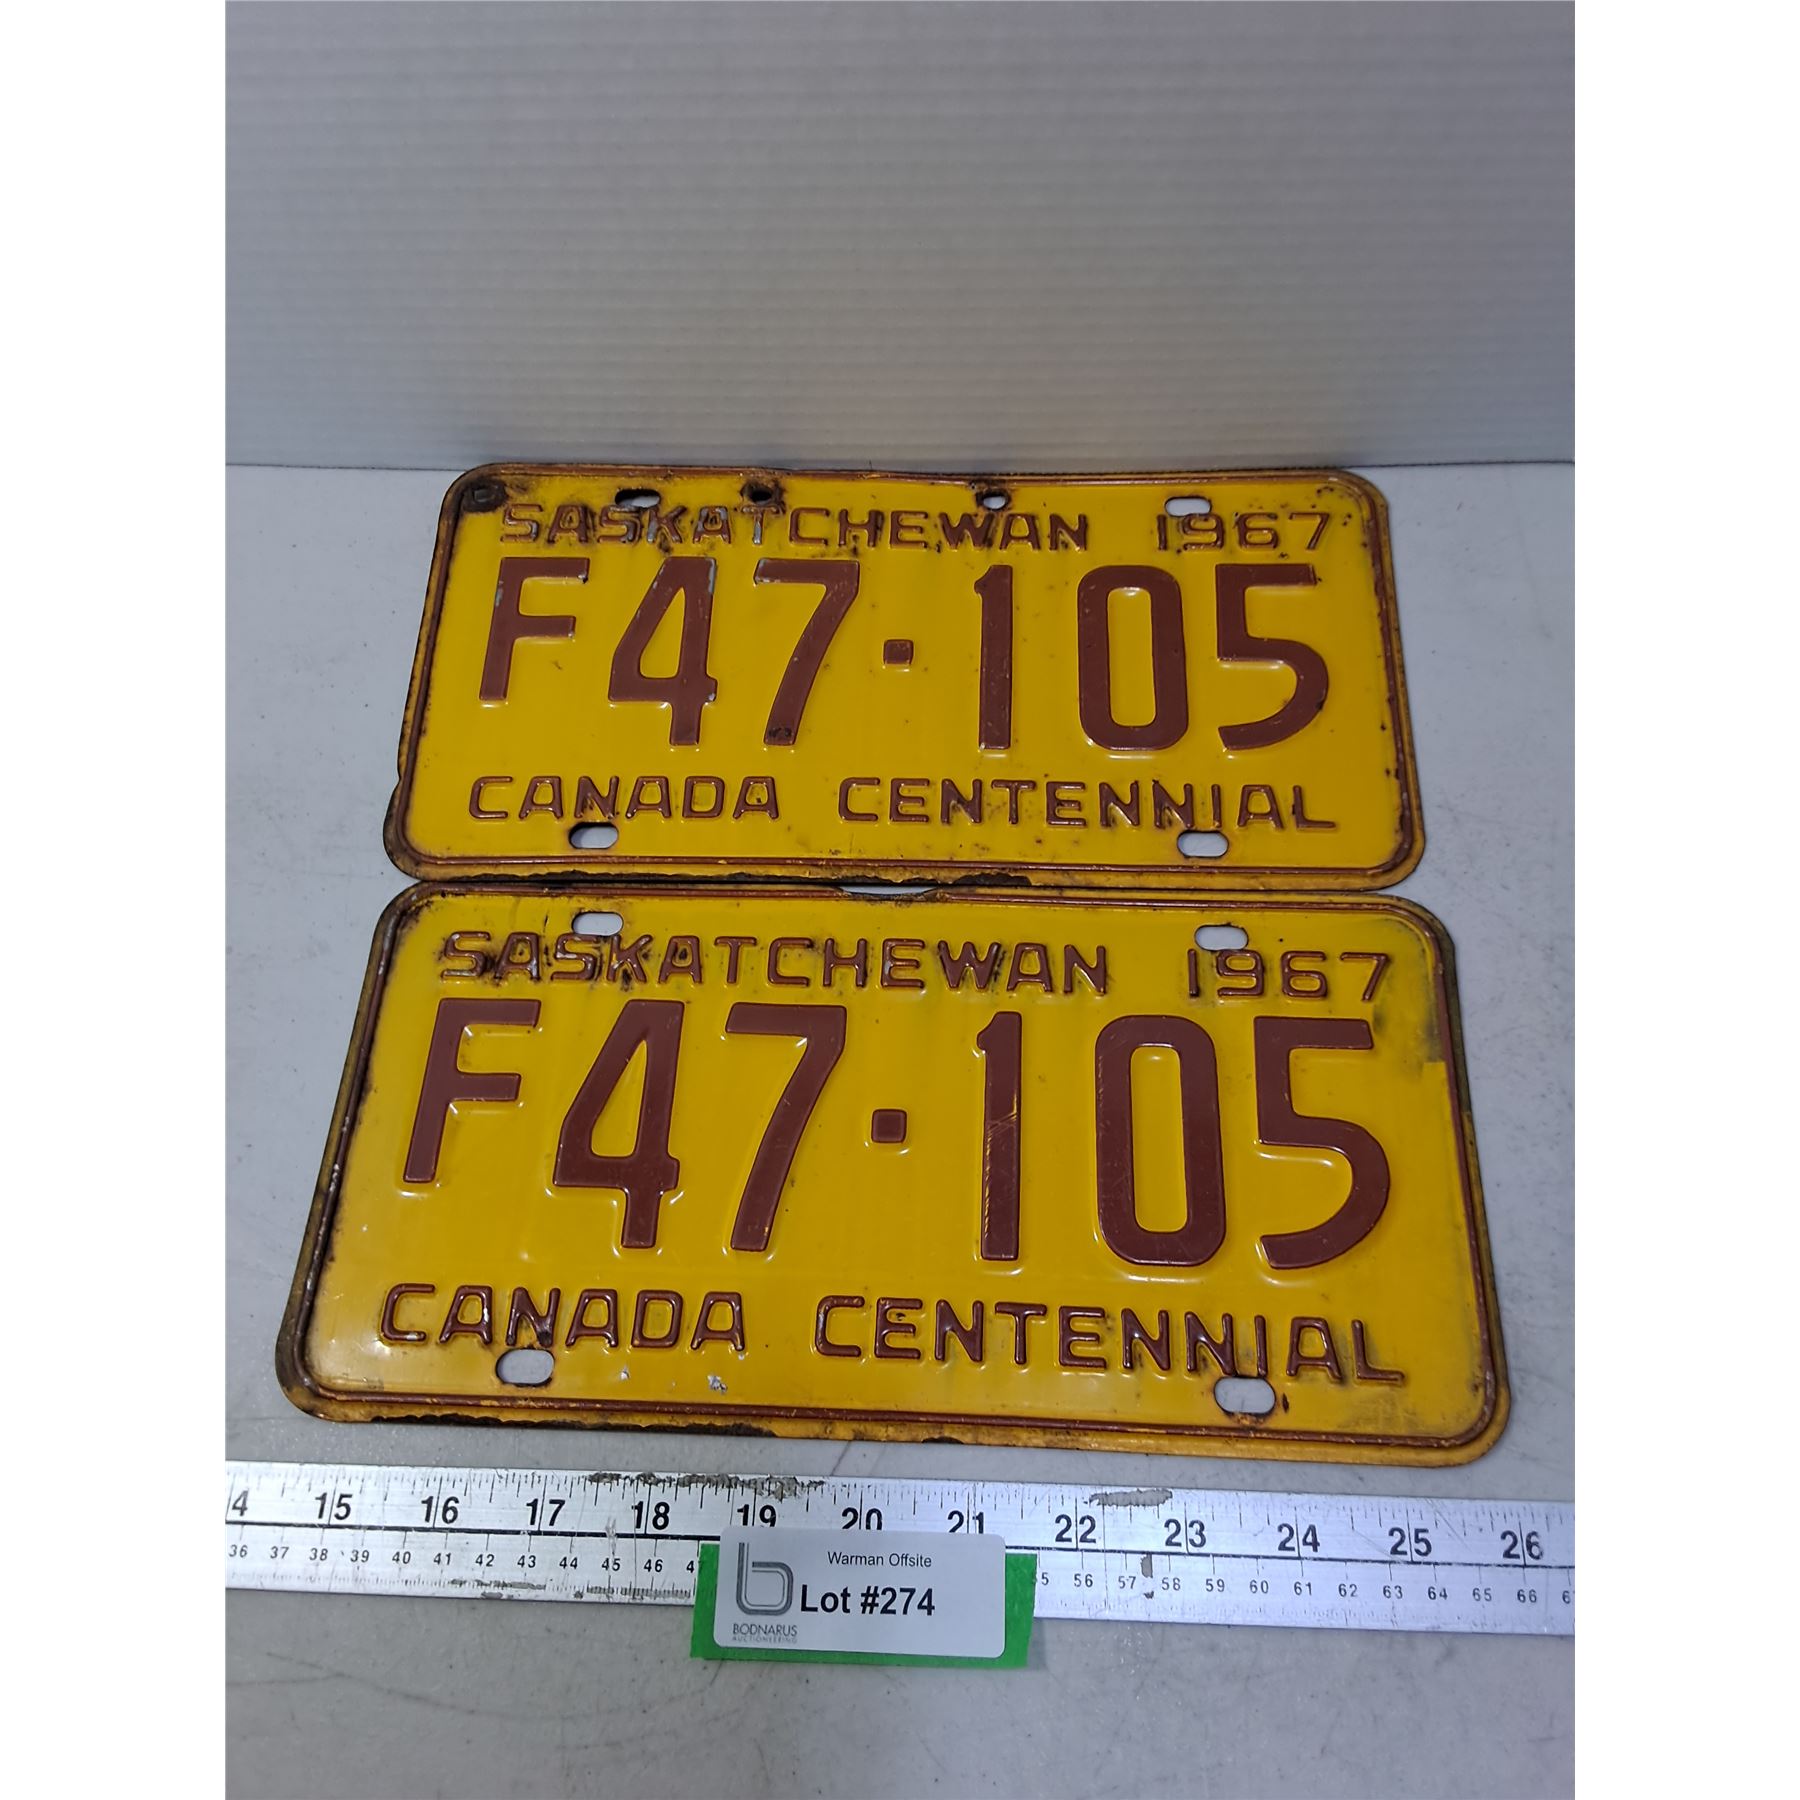 SASKATCHEWAN 1967
F47·105
CANADA CENTENNIAL
SASKATCHEWAN 1967
F47·105
CANADA CENTENNIAL
4 15 16 17 18 19 20 21 22 23 24 25 26
36 37 38 39 40 41 42 43 44 45 46 47 56 57 58 59 60 61 62 63 64 65 66
Warman Offsite
Lot #274
BODNARUS
AUCTIONEERING